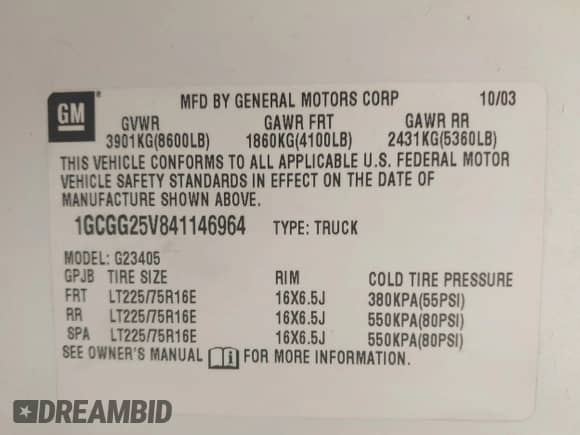 GM
MFD BY GENERAL MOTORS CORP 10/03
GVWR GAWR FRT GAWR RR
3901KG(8600LB) 1860KG(4100LB) 2431KG(5360LB)
THIS VEHICLE CONFORMS TO ALL APPLICABLE U.S. FEDERAL MOTOR
VEHICLE SAFETY STANDARDS IN EFFECT ON THE DATE OF
MANUFACTURE SHOWN ABOVE.
1GCGG25V841146964 TYPE: TRUCK
MODEL: G23405
GPJB TIRE SIZE RIM COLD TIRE PRESSURE
FRT LT225/75R16E 16X6.5J 380KPA(55PSI)
RR LT225/75R16E 16X6.5J 550KPA(80PSI)
SPA LT225/75R16E 16X6.5J 550KPA(80PSI)
SEE OWNER'S MANUAL FOR MORE INFORMATION.
DREAMBID